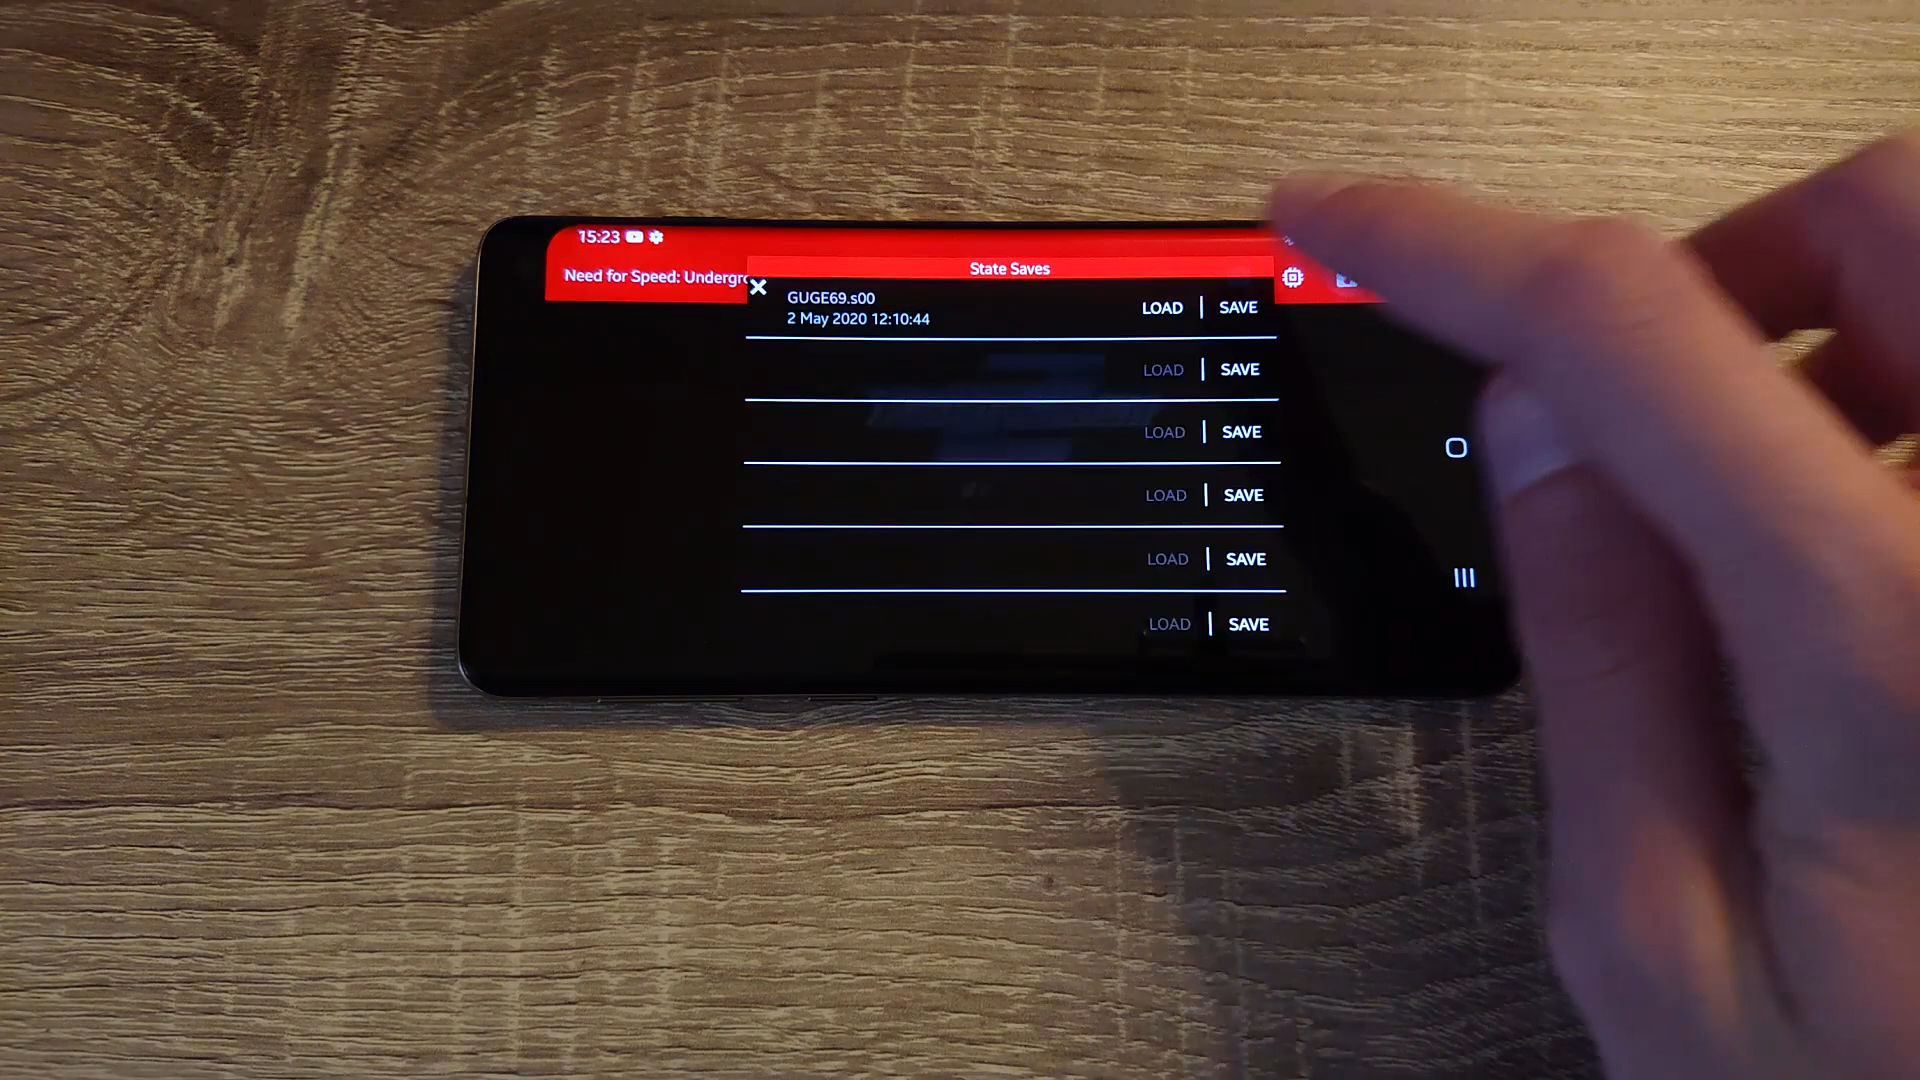 15:23
Need for Speed:
State Saves
GUGE69.s00
2 May 2020 12:10:44
LOAD | SAVE
LOAD | SAVE
LOAD | SAVE
LOAD | SAVE
LOAD | SAVE
LOAD | SAVE